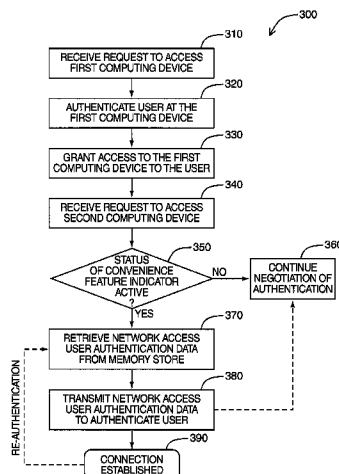 300
310
RECEIVE REQUEST TO ACCESS
FIRST COMPUTING DEVICE
320
AUTHENTICATE USER AT THE
FIRST COMPUTING DEVICE
330
GRANT ACCESS TO THE FIRST
COMPUTING DEVICE TO THE USER
340
RECEIVE REQUEST TO ACCESS
SECOND COMPUTING DEVICE
350
STATUS
OF CONVENIENCE
FEATURE INDICATOR
ACTIVE
?
NO
YES
360
CONTINUE
NEGOTIATION OF
AUTHENTICATION
370
RETRIEVE NETWORK ACCESS
USER AUTHENTICATION DATA
FROM MEMORY STORE
380
TRANSMIT NETWORK ACCESS
USER AUTHENTICATION DATA
TO AUTHENTICATE USER
390
CONNECTION
ESTABLISHED
RE-AUTHENTICATION